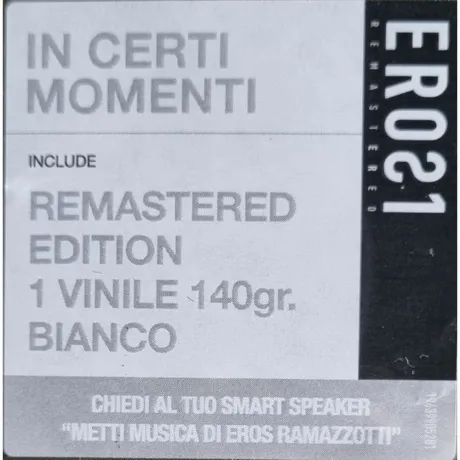 IN CERTI
MOMENTI
INCLUDE
REMASTERED
EDITION
1 VINILE 140gr.
BIANCO
CHIEDI AL TUO SMART SPEAKER
"METTI MUSICA DI EROS RAMAZZOTTI"
EROS21
REMASTERED